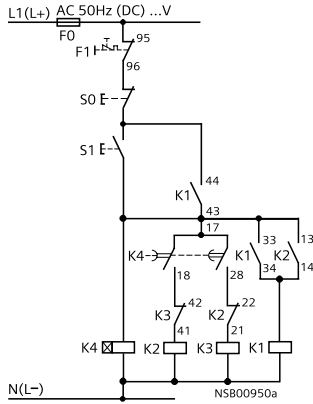 L1(L+) AC 50Hz (DC) ...V
F0
F1 95
96
S0
S1
K1 44
43
17
K4 K1 33 K2 13
18 28 34 14
K3 42 K2 22
41 21
K4 K2 K3 K1
N(L–) NSB00950a